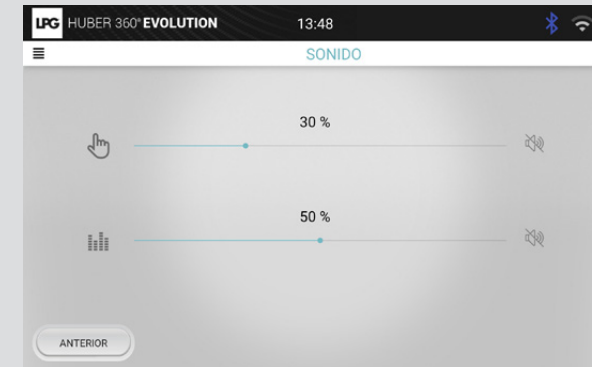 LPG HUBER 360° EVOLUTION 13:48
SONIDO
30 %
50 %
ANTERIOR